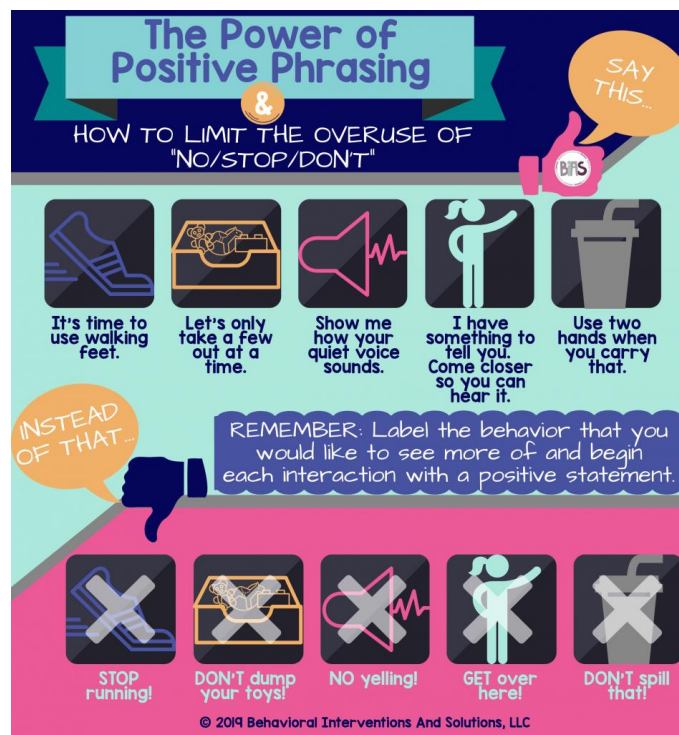 The Power of
Positive Phrasing
&
HOW TO LIMIT THE OVERUSE OF
"NO/STOP/DON'T"
SAY
THIS...
BIAS
It's time to
use walking
feet.
Let's only
take a few
out at a
time.
Show me
how your
quiet voice
sounds.
I have
something to
tell you.
Come closer
so you can
hear it.
Use two
hands when
you carry
that.
INSTEAD
OF THAT...
REMEMBER: Label the behavior that you
would like to see more of and begin
each interaction with a positive statement.
STOP
running!
DON'T dump
your toys!
NO yelling!
GET over
here!
DON'T spill
that!
© 2019 Behavioral Interventions And Solutions, LLC